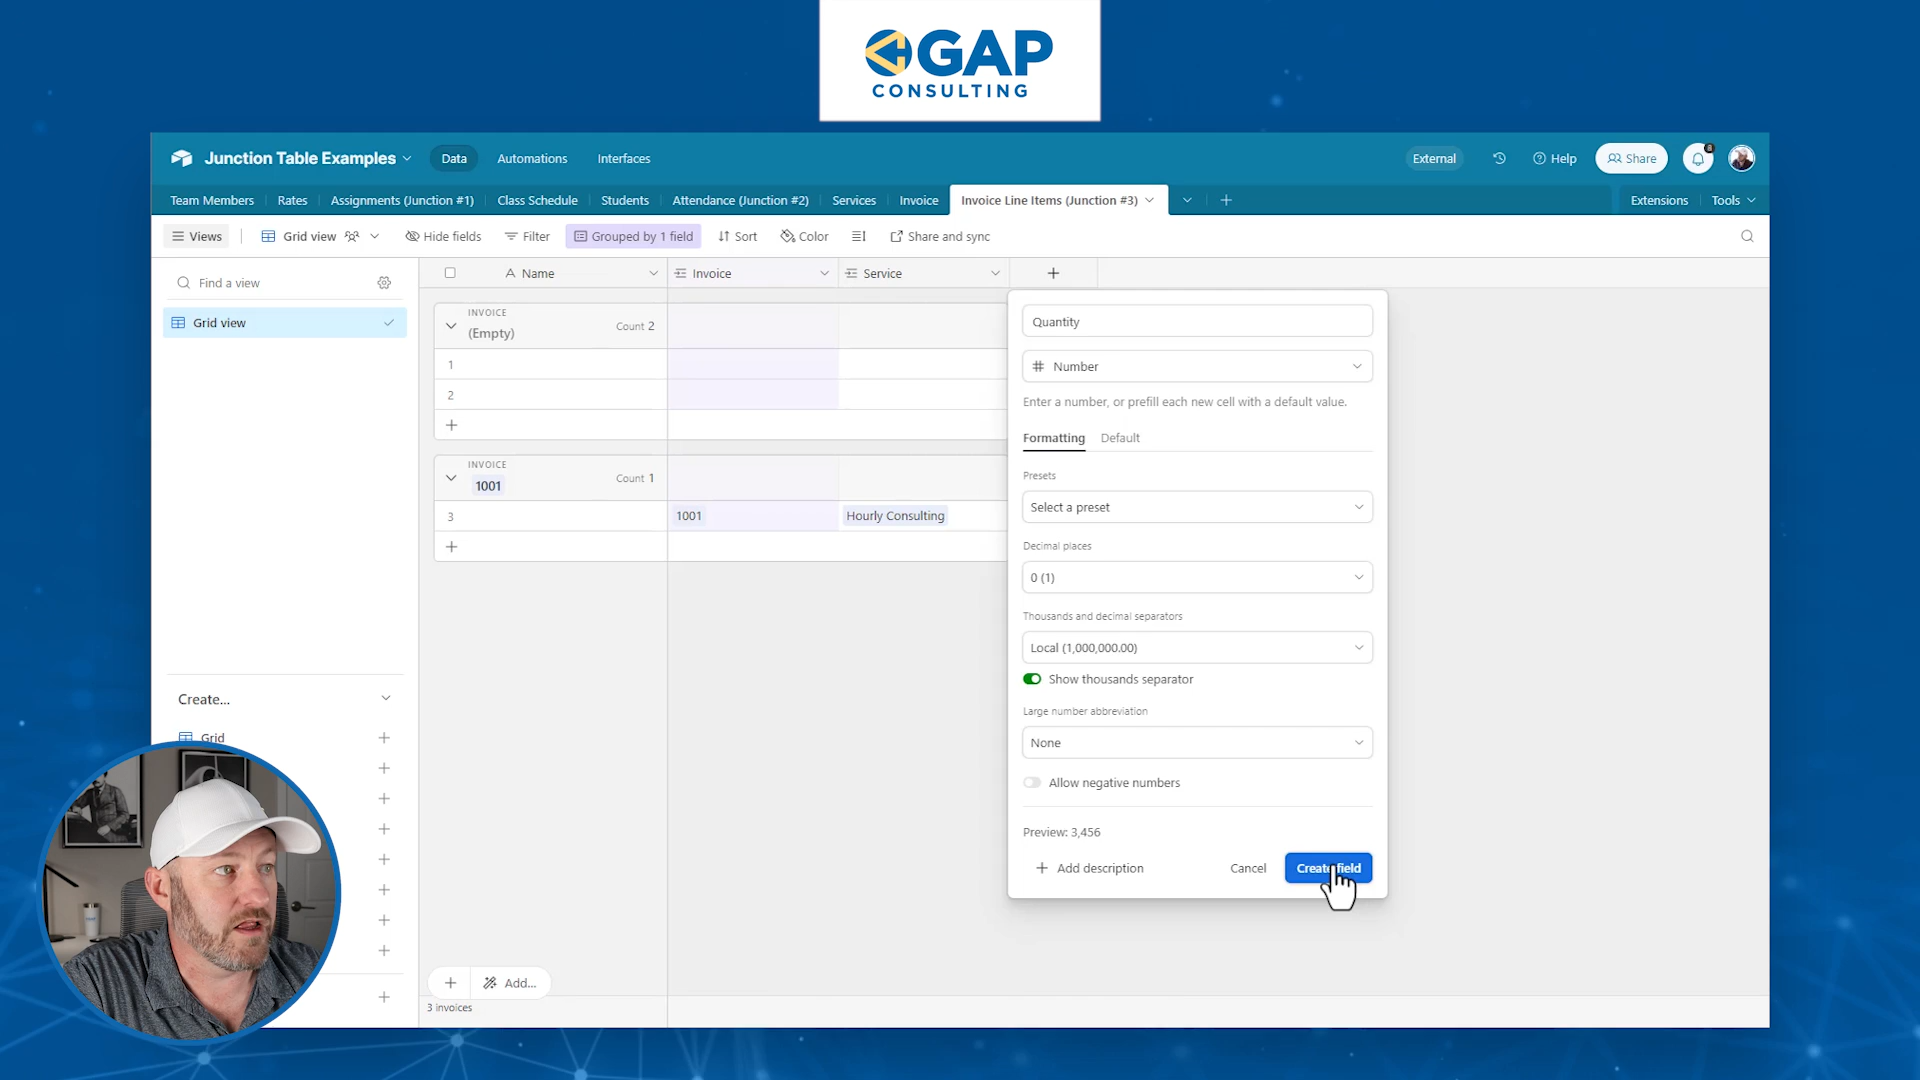 GAP
CONSULTING
Junction Table Examples
Data
Automations
Interfaces
External
Help
Share
8
Team Members
Rates
Assignments (Junction #1)
Class Schedule
Students
Attendance (Junction #2)
Services
Invoice
Invoice Line Items (Junction #3)
Extensions
Tools
Views
Grid view
Hide fields
Filter
Grouped by 1 field
Sort
Color
Share and sync
Find a view
Grid view
Create...
Grid
Name
Invoice
Service
INVOICE
(Empty)
Count 2
1
2
INVOICE
1001
Count 1
3
1001
Hourly Consulting
Add...
3 invoices
Quantity
Number
Enter a number, or prefill each new cell with a default value.
Formatting
Default
Presets
Select a preset
Decimal places
0 (1)
Thousands and decimal separators
Local (1,000,000.00)
Show thousands separator
Large number abbreviation
None
Allow negative numbers
Preview: 3,456
Add description
Cancel
Create field